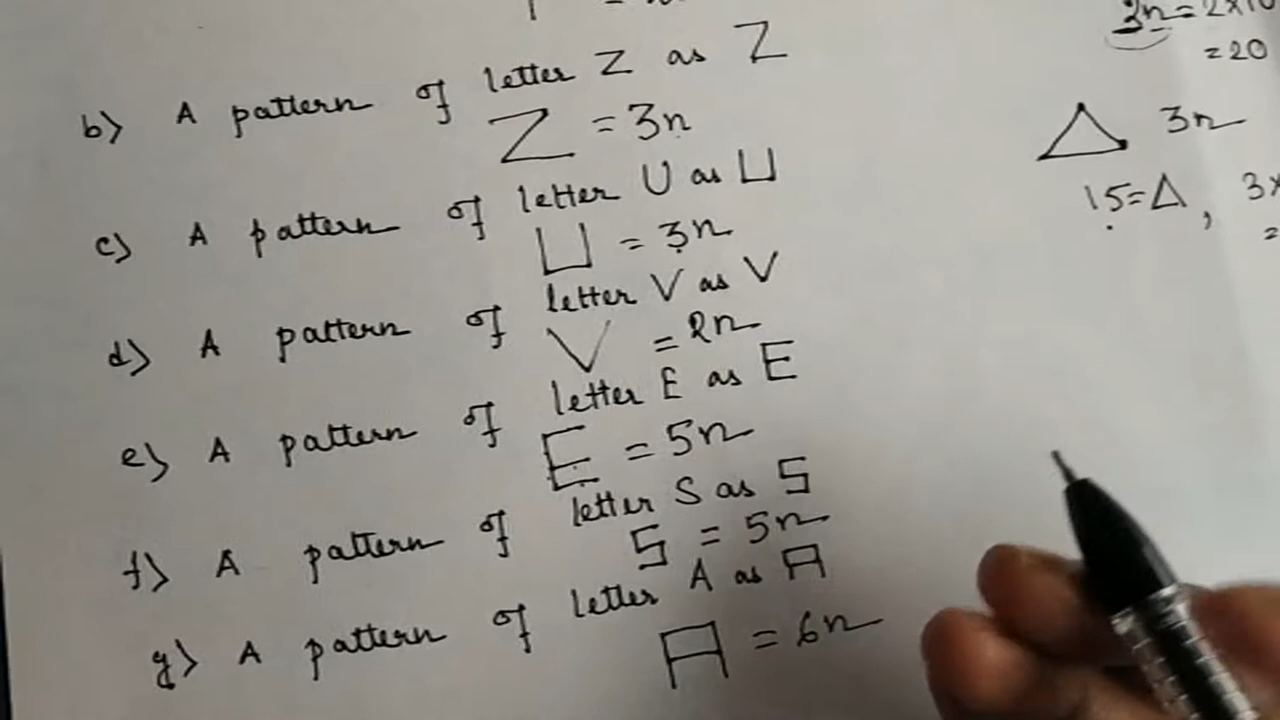 b) A pattern of letter Z as Z
Z = 3n
c) A pattern of letter U as U
U = 3n
d) A pattern of letter V as V
V = 2n
e) A pattern of letter E as E
E = 5n
f) A pattern of letter S as S
S = 5n
g) A pattern of letter A as A
A = 6n
= 20
△ 3n
15 = △, 3×
=